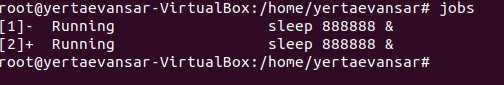 root@yertaevansar-VirtualBox:/home/yertaevansar# jobs
[1]-  Running                 sleep 888888 &
[2]+  Running                 sleep 888888 &
root@yertaevansar-VirtualBox:/home/yertaevansar#